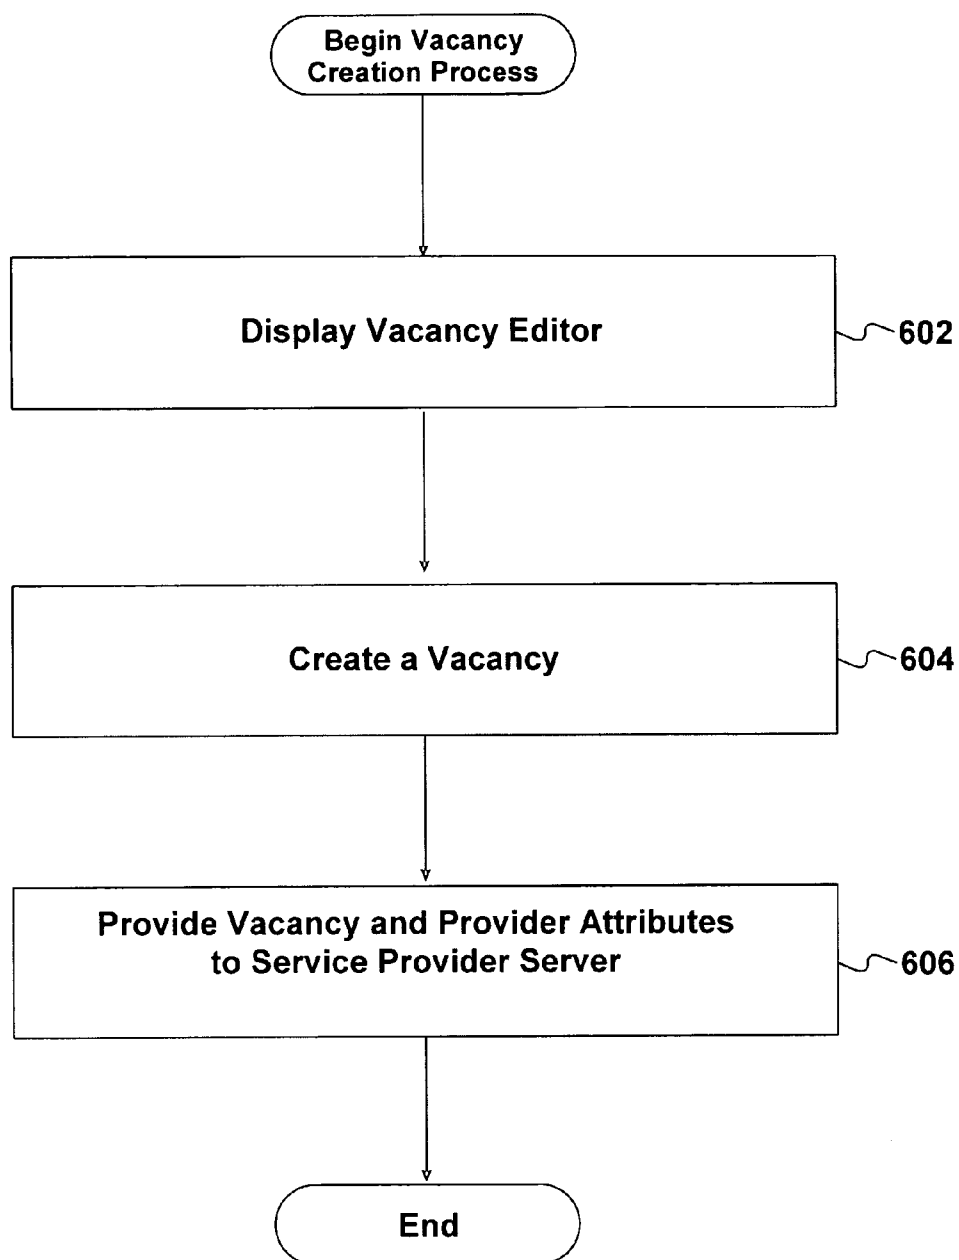 Begin Vacancy
Creation Process
Display Vacancy Editor
602
Create a Vacancy
604
Provide Vacancy and Provider Attributes
to Service Provider Server
606
End